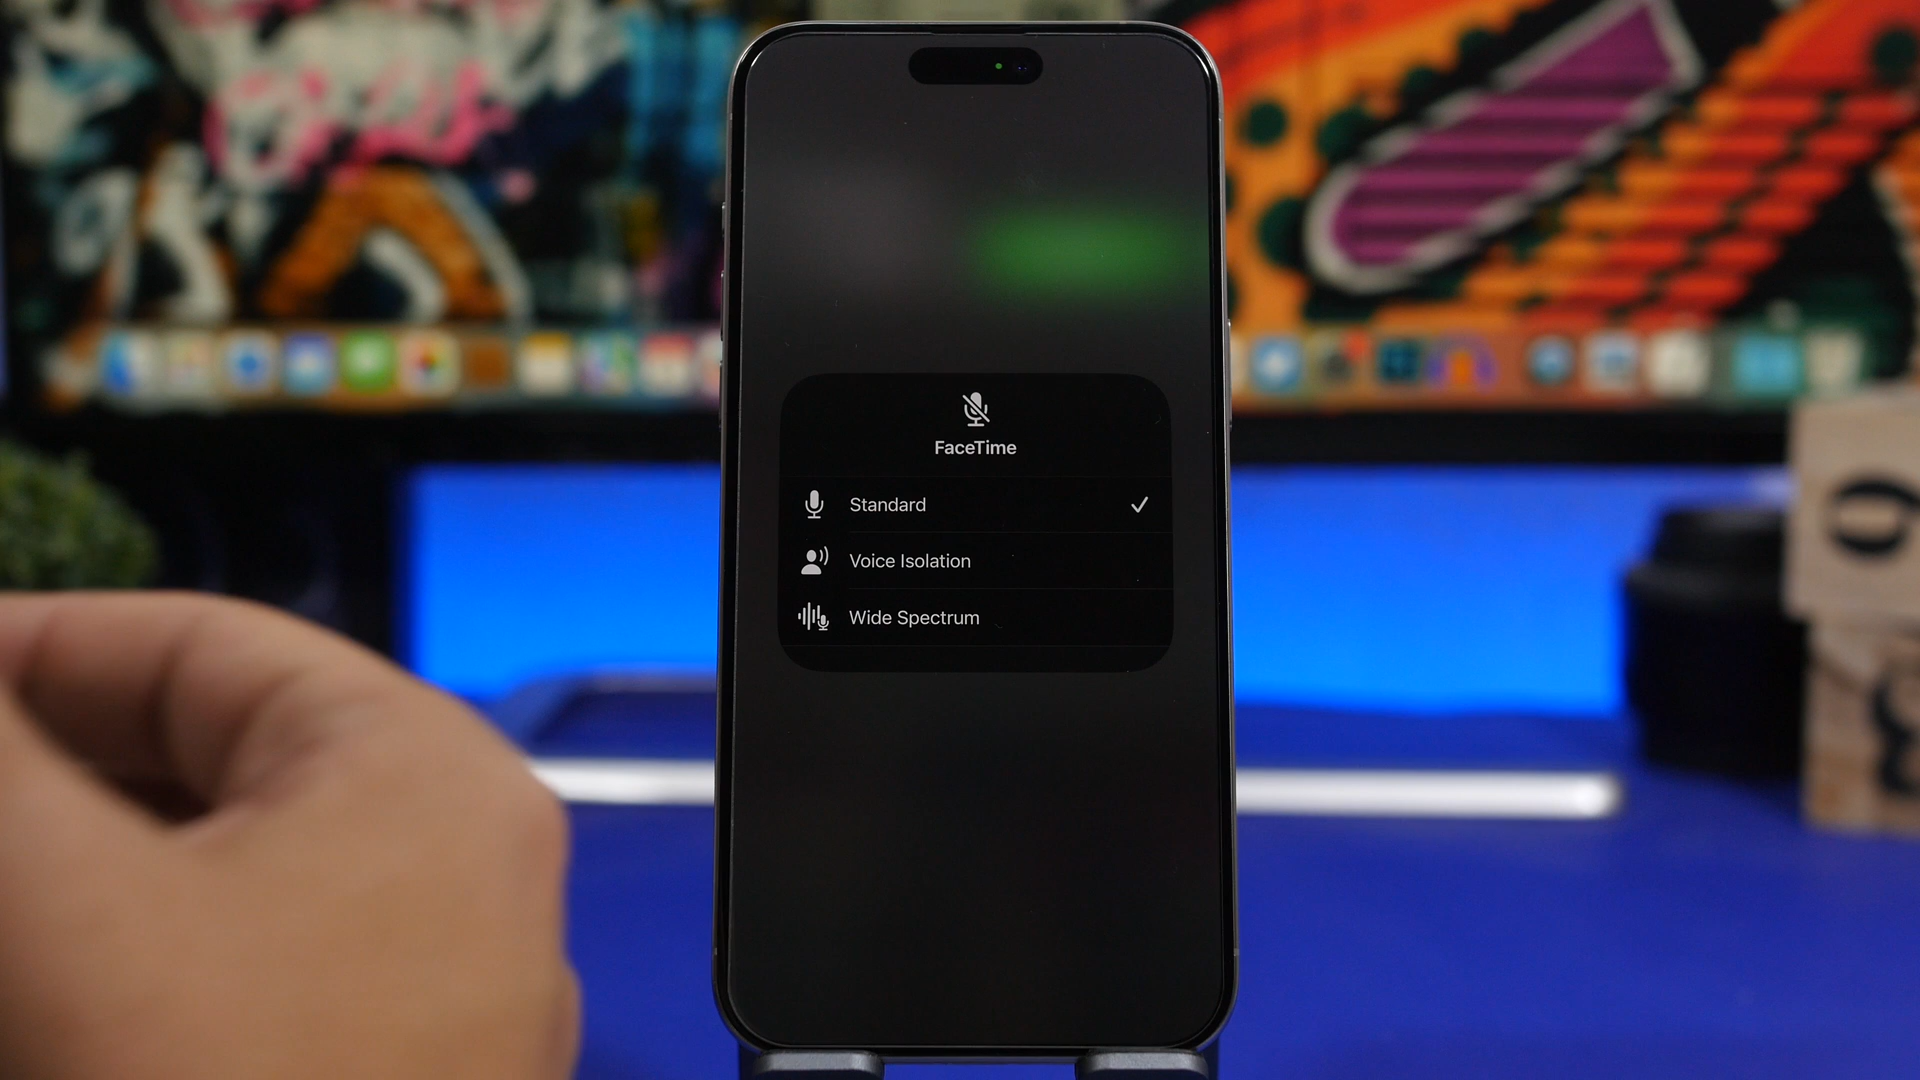 FaceTime
Standard
Voice Isolation
Wide Spectrum